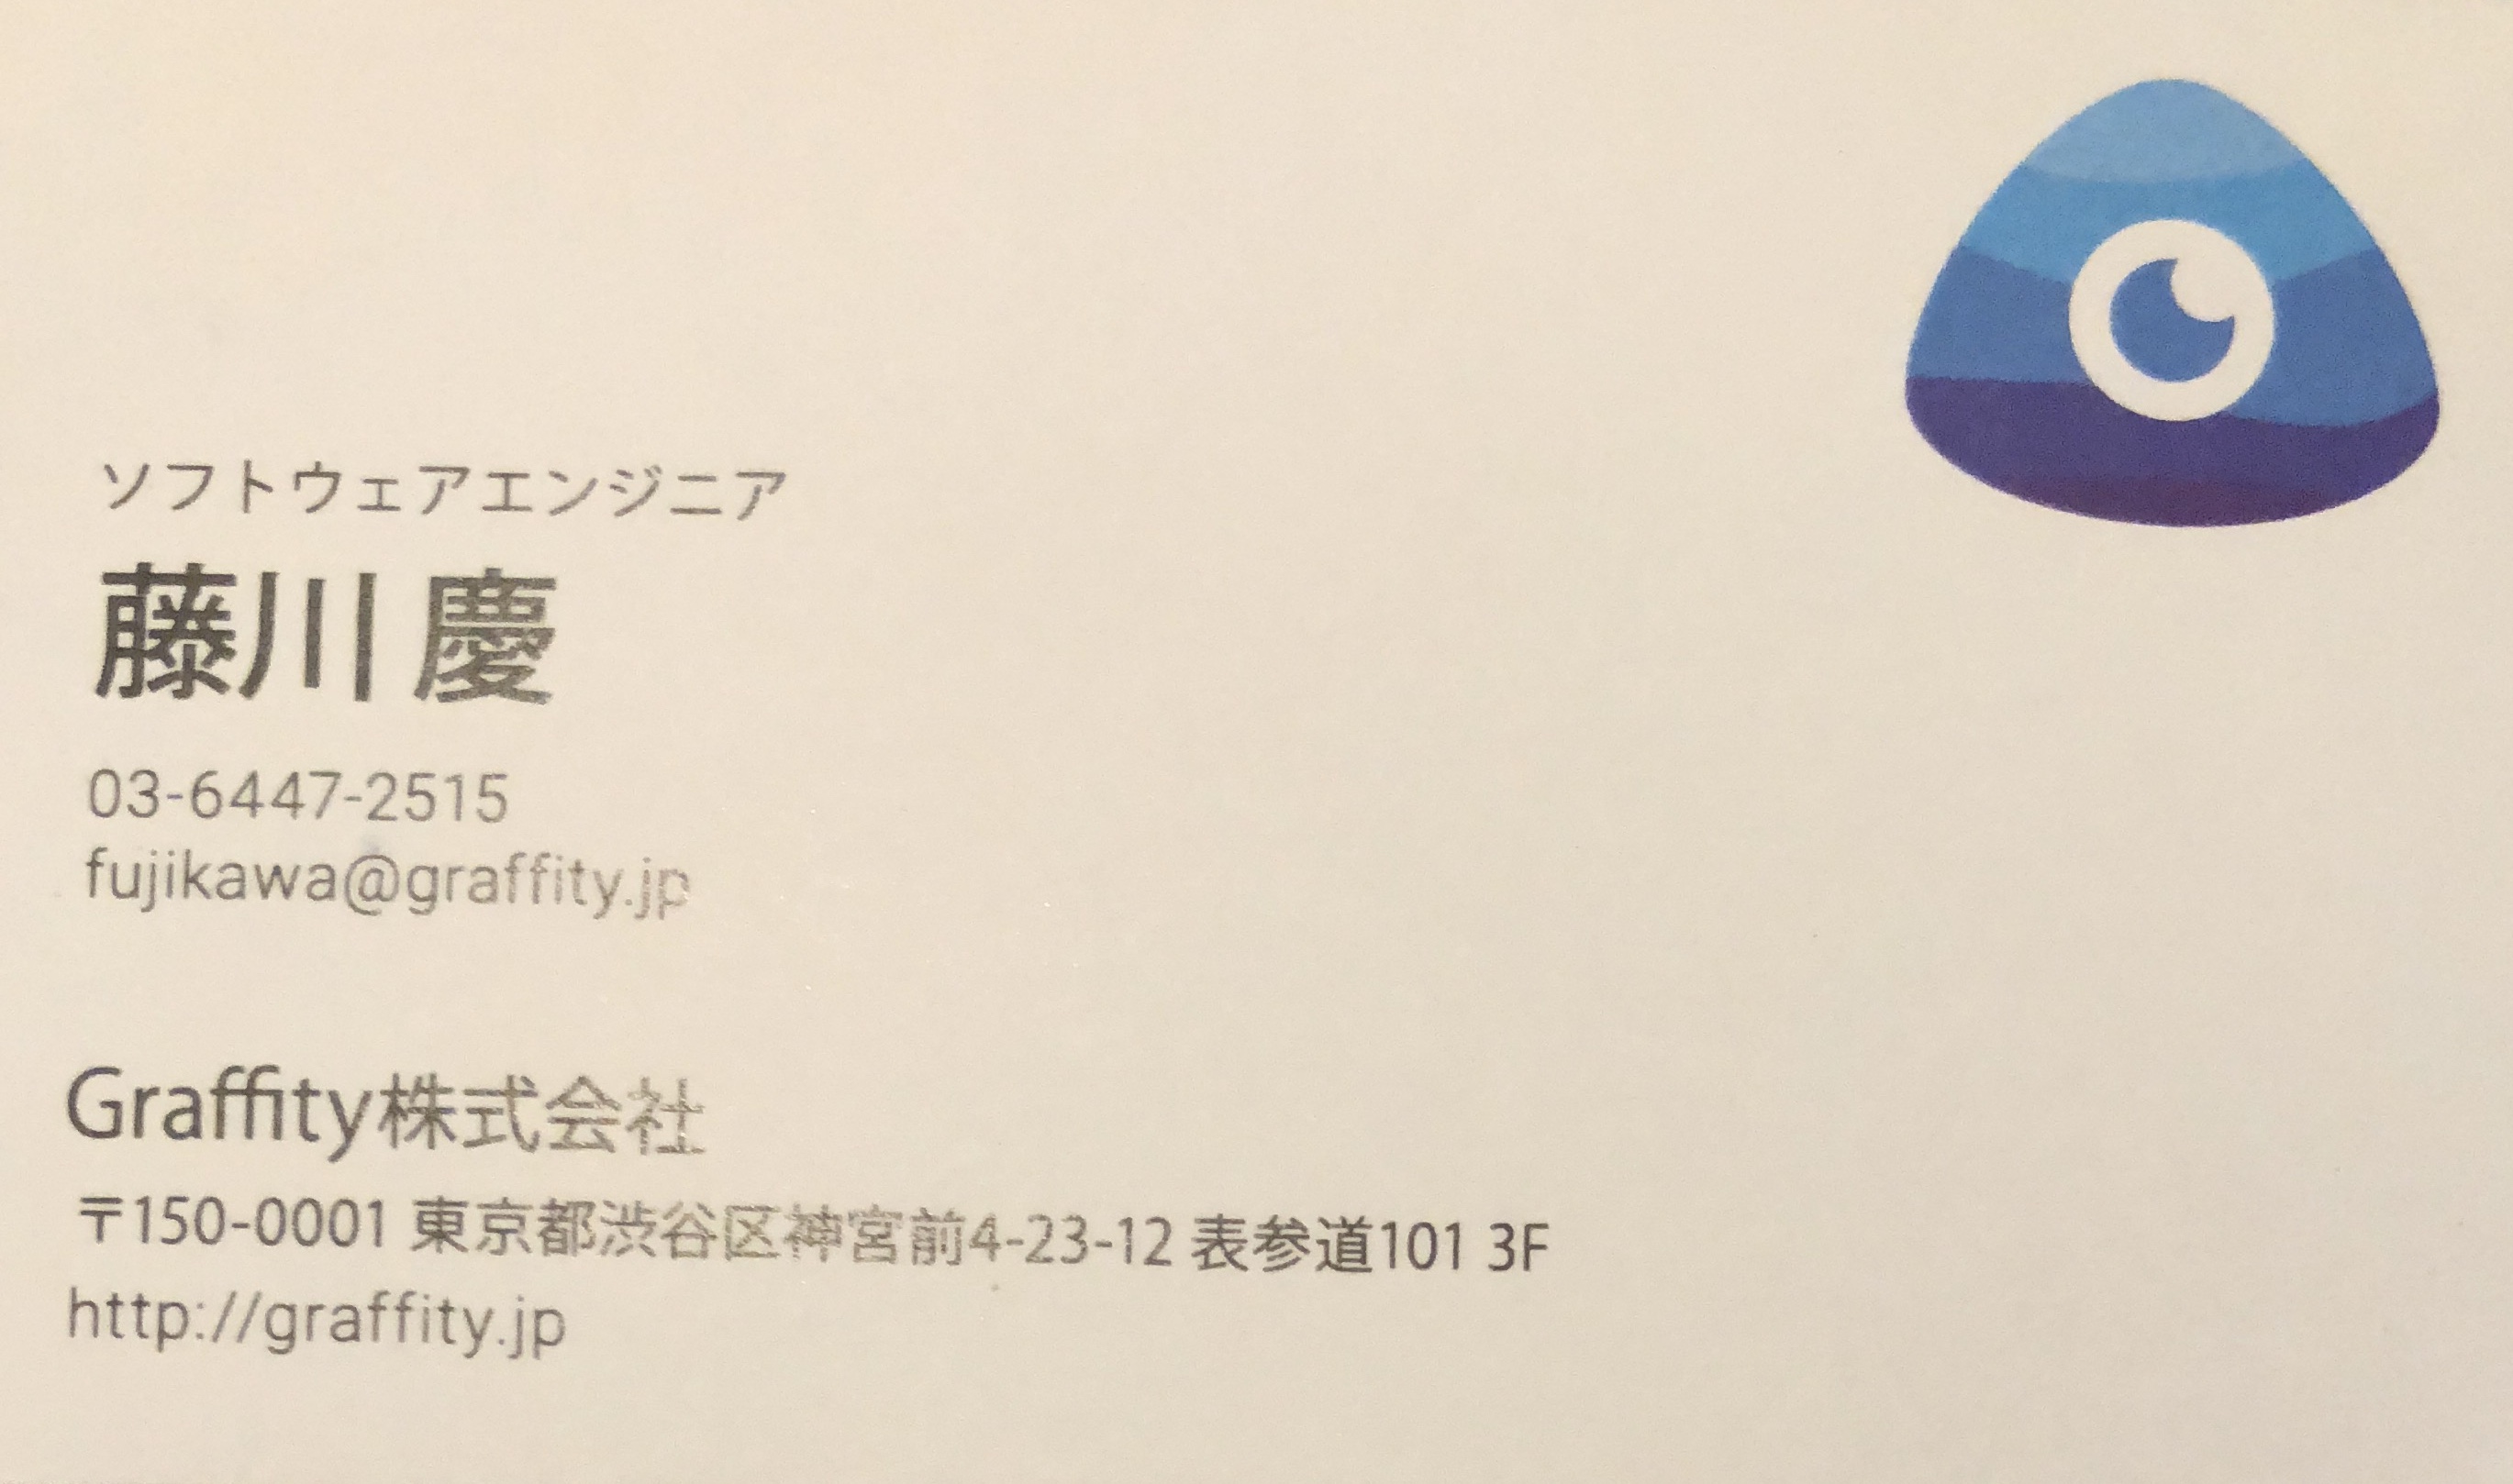 ソフトウェアエンジニア
藤川 慶
03-6447-2515
fujikawa@graffity.jp
Graffity株式会社
〒150-0001 東京都渋谷区神宮前4-23-12 表参道101 3F
http://graffity.jp